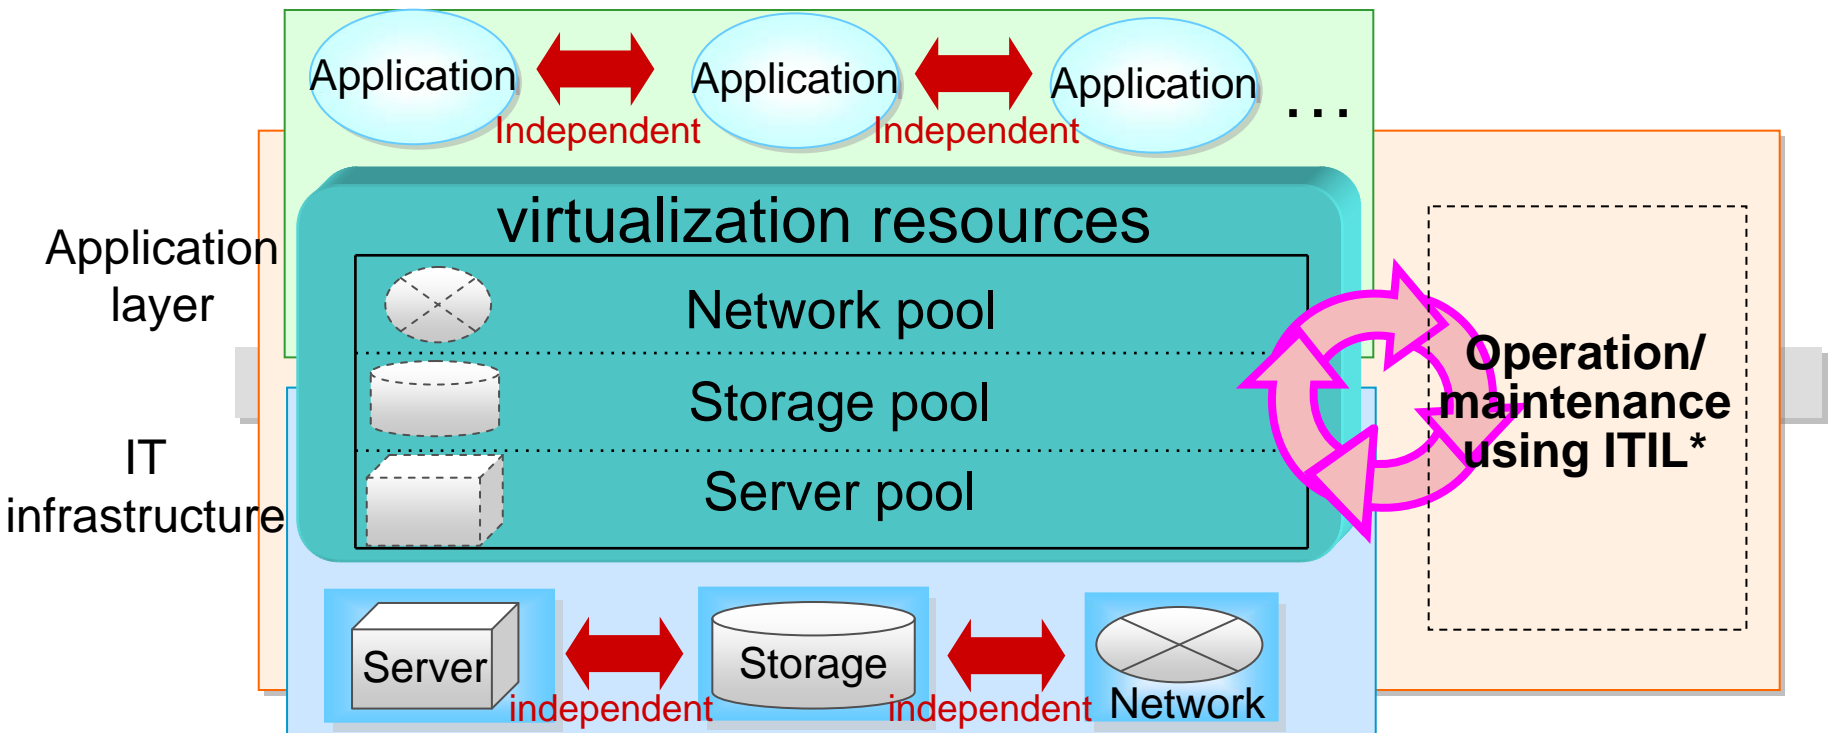 Application
Application
Application
...
Independent
Independent
virtualization resources
Application
layer
Network pool
Storage pool
Server pool
Operation/
maintenance
using ITIL*
IT
infrastructure
Server
Storage
Network
independent
independent